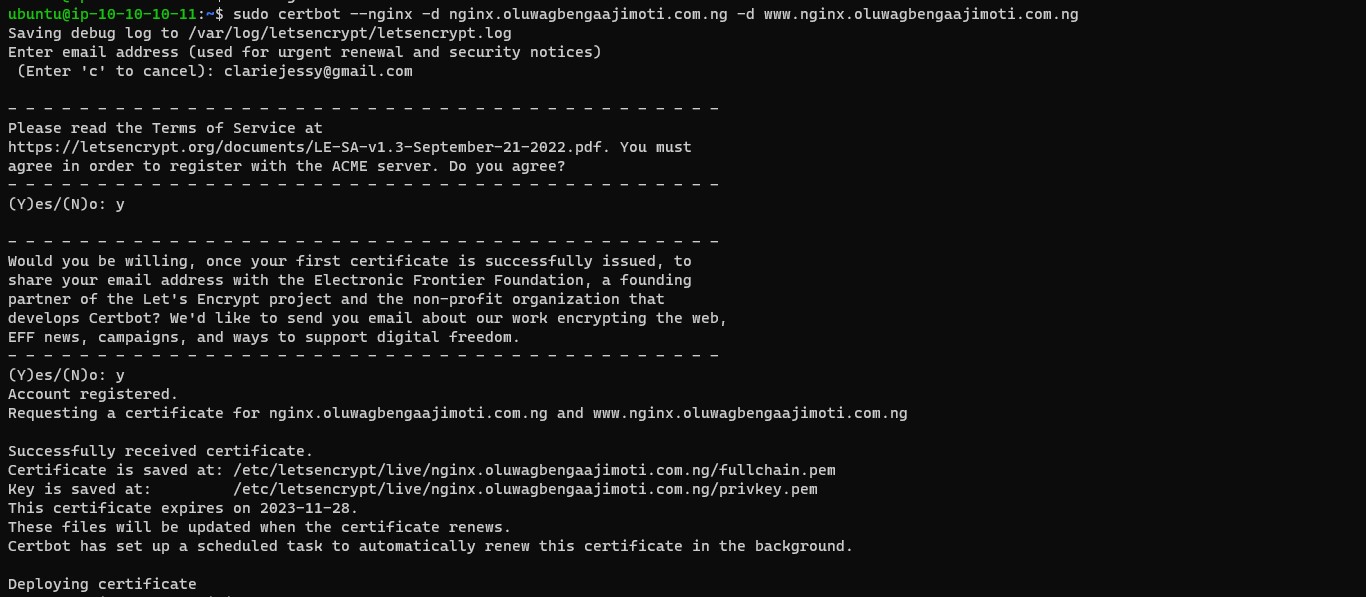 ubuntu@ip-10-10-10-11:~$ sudo certbot --nginx -d nginx.oluwagbengaajimoti.com.ng -d www.nginx.oluwagbengaajimoti.com.ng
Saving debug log to /var/log/letsencrypt/letsencrypt.log
Enter email address (used for urgent renewal and security notices)
 (Enter 'c' to cancel): clariejessy@gmail.com

- - - - - - - - - - - - - - - - - - - - - - - - - - - - - - - - - - - - - - - -
Please read the Terms of Service at
https://letsencrypt.org/documents/LE-SA-v1.3-September-21-2022.pdf. You must
agree in order to register with the ACME server. Do you agree?
- - - - - - - - - - - - - - - - - - - - - - - - - - - - - - - - - - - - - - - -
(Y)es/(N)o: y

- - - - - - - - - - - - - - - - - - - - - - - - - - - - - - - - - - - - - - - -
Would you be willing, once your first certificate is successfully issued, to
share your email address with the Electronic Frontier Foundation, a founding
partner of the Let's Encrypt project and the non-profit organization that
develops Certbot? We'd like to send you email about our work encrypting the web,
EFF news, campaigns, and ways to support digital freedom.
- - - - - - - - - - - - - - - - - - - - - - - - - - - - - - - - - - - - - - - -
(Y)es/(N)o: y
Account registered.
Requesting a certificate for nginx.oluwagbengaajimoti.com.ng and www.nginx.oluwagbengaajimoti.com.ng

Successfully received certificate.
Certificate is saved at: /etc/letsencrypt/live/nginx.oluwagbengaajimoti.com.ng/fullchain.pem
Key is saved at:         /etc/letsencrypt/live/nginx.oluwagbengaajimoti.com.ng/privkey.pem
This certificate expires on 2023-11-28.
These files will be updated when the certificate renews.
Certbot has set up a scheduled task to automatically renew this certificate in the background.

Deploying certificate